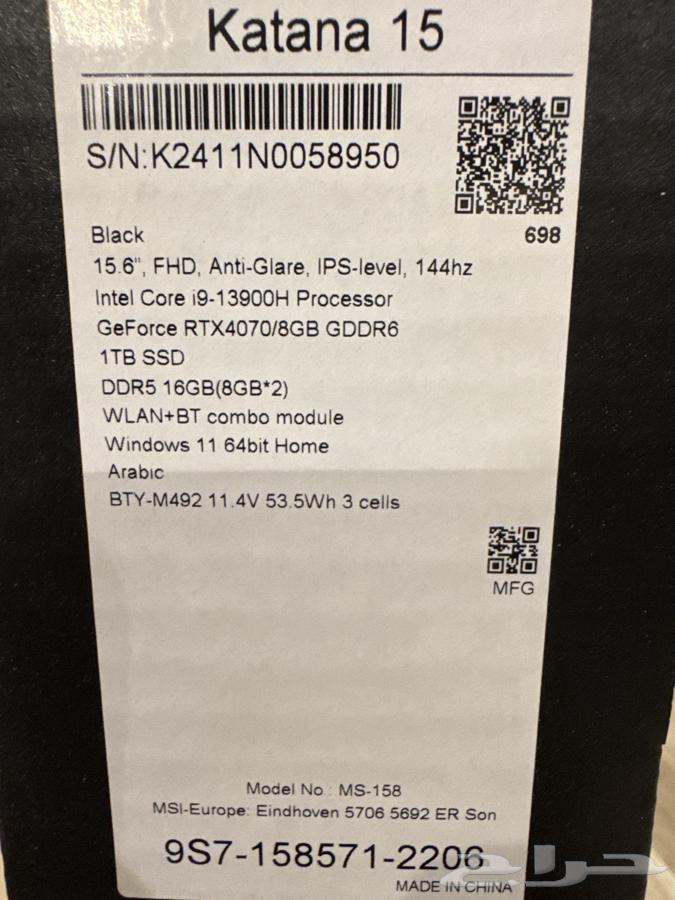 Katana 15
S/N:K2411N0058950
698
Black
15.6", FHD, Anti-Glare, IPS-level, 144hz
Intel Core i9-13900H Processor
GeForce RTX4070/8GB GDDR6
1TB SSD
DDR5 16GB(8GB*2)
WLAN+BT combo module
Windows 11 64bit Home
Arabic
BTY-M492 11.4V 53.5Wh 3 cells
MFG
Model No.: MS-158
MSI-Europe: Eindhoven 5706 5692 ER Son
9S7-158571-2206
حراج
MADE IN CHINA